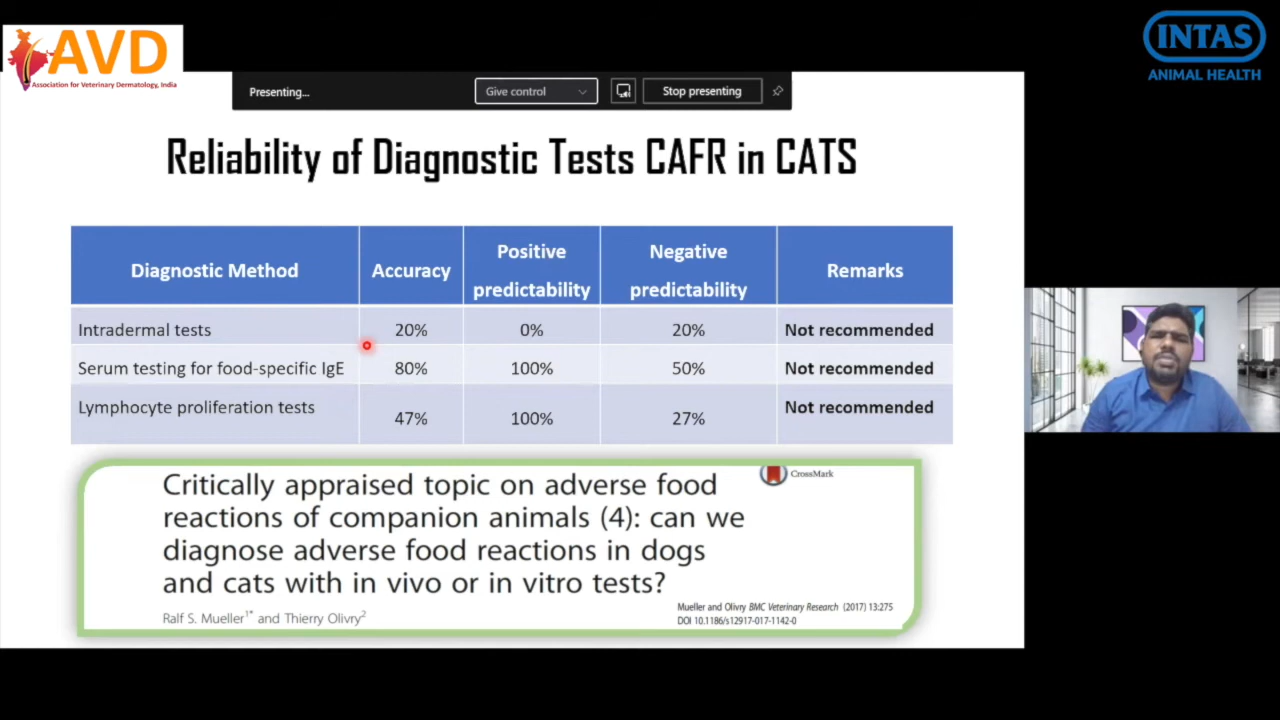 AVD
Association for Veterinary Dermatology, India
INTAS
ANIMAL HEALTH
Presenting...
Give control
Stop presenting
Reliability of Diagnostic Tests CAFR in CATS
Diagnostic Method
Accuracy
Positive predictability
Negative predictability
Remarks
Intradermal tests
20%
0%
20%
Not recommended
Serum testing for food-specific IgE
80%
100%
50%
Not recommended
Lymphocyte proliferation tests
47%
100%
27%
Not recommended
CrossMark
Critically appraised topic on adverse food
reactions of companion animals (4): can we
diagnose adverse food reactions in dogs
and cats with in vivo or in vitro tests?
Ralf S. Mueller1* and Thierry Olivry2
Mueller and Olivry BMC Veterinary Research (2017) 13:275
DOI 10.1186/s12917-017-1142-0